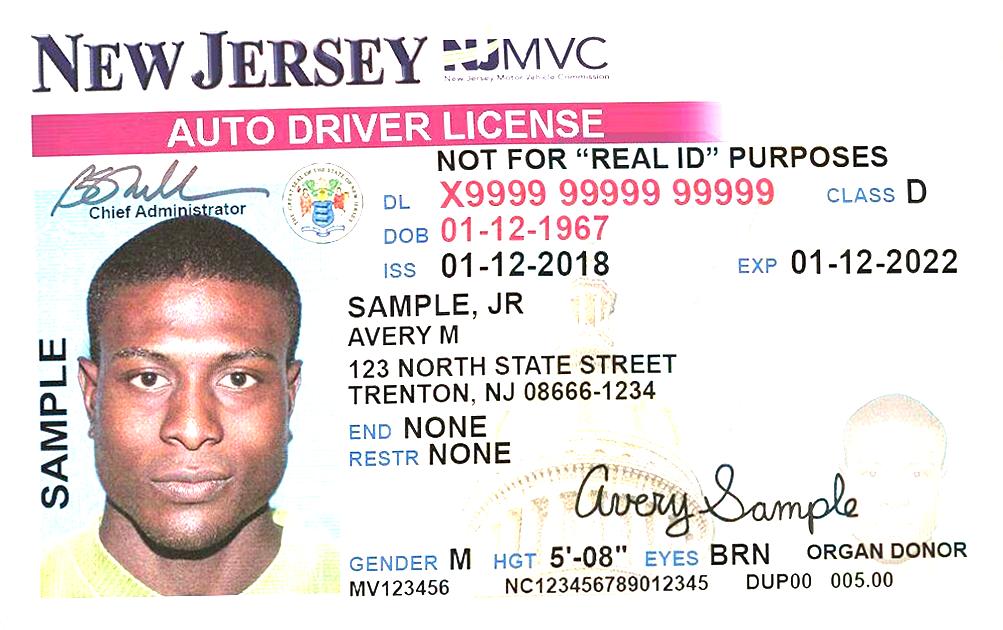 NEW JERSEY NJMVC
New Jersey Motor Vehicle Commission
AUTO DRIVER LICENSE
NOT FOR “REAL ID” PURPOSES
Chief Administrator
THE GREAT SEAL OF THE STATE OF NEW JERSEY
DL X9999 99999 99999 CLASS D
DOB 01-12-1967
ISS 01-12-2018 EXP 01-12-2022
SAMPLE, JR
AVERY M
123 NORTH STATE STREET
TRENTON, NJ 08666-1234
SAMPLE
END NONE
RESTR NONE
Avery Sample
GENDER M HGT 5'-08" EYES BRN ORGAN DONOR
MV123456 NC123456789012345 DUP00 005.00